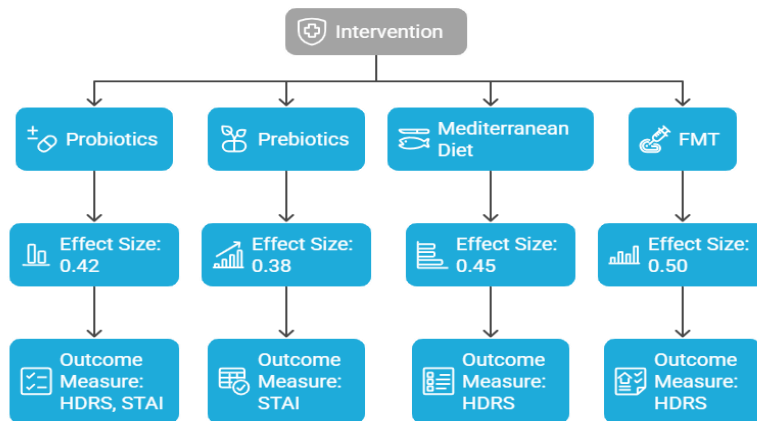 Intervention
Probiotics
Prebiotics
Mediterranean
Diet
FMT
Effect Size:
0.42
Effect Size:
0.38
Effect Size:
0.45
Effect Size:
0.50
Outcome
Measure:
HDRS, STAI
Outcome
Measure:
STAI
Outcome
Measure:
HDRS
Outcome
Measure:
HDRS